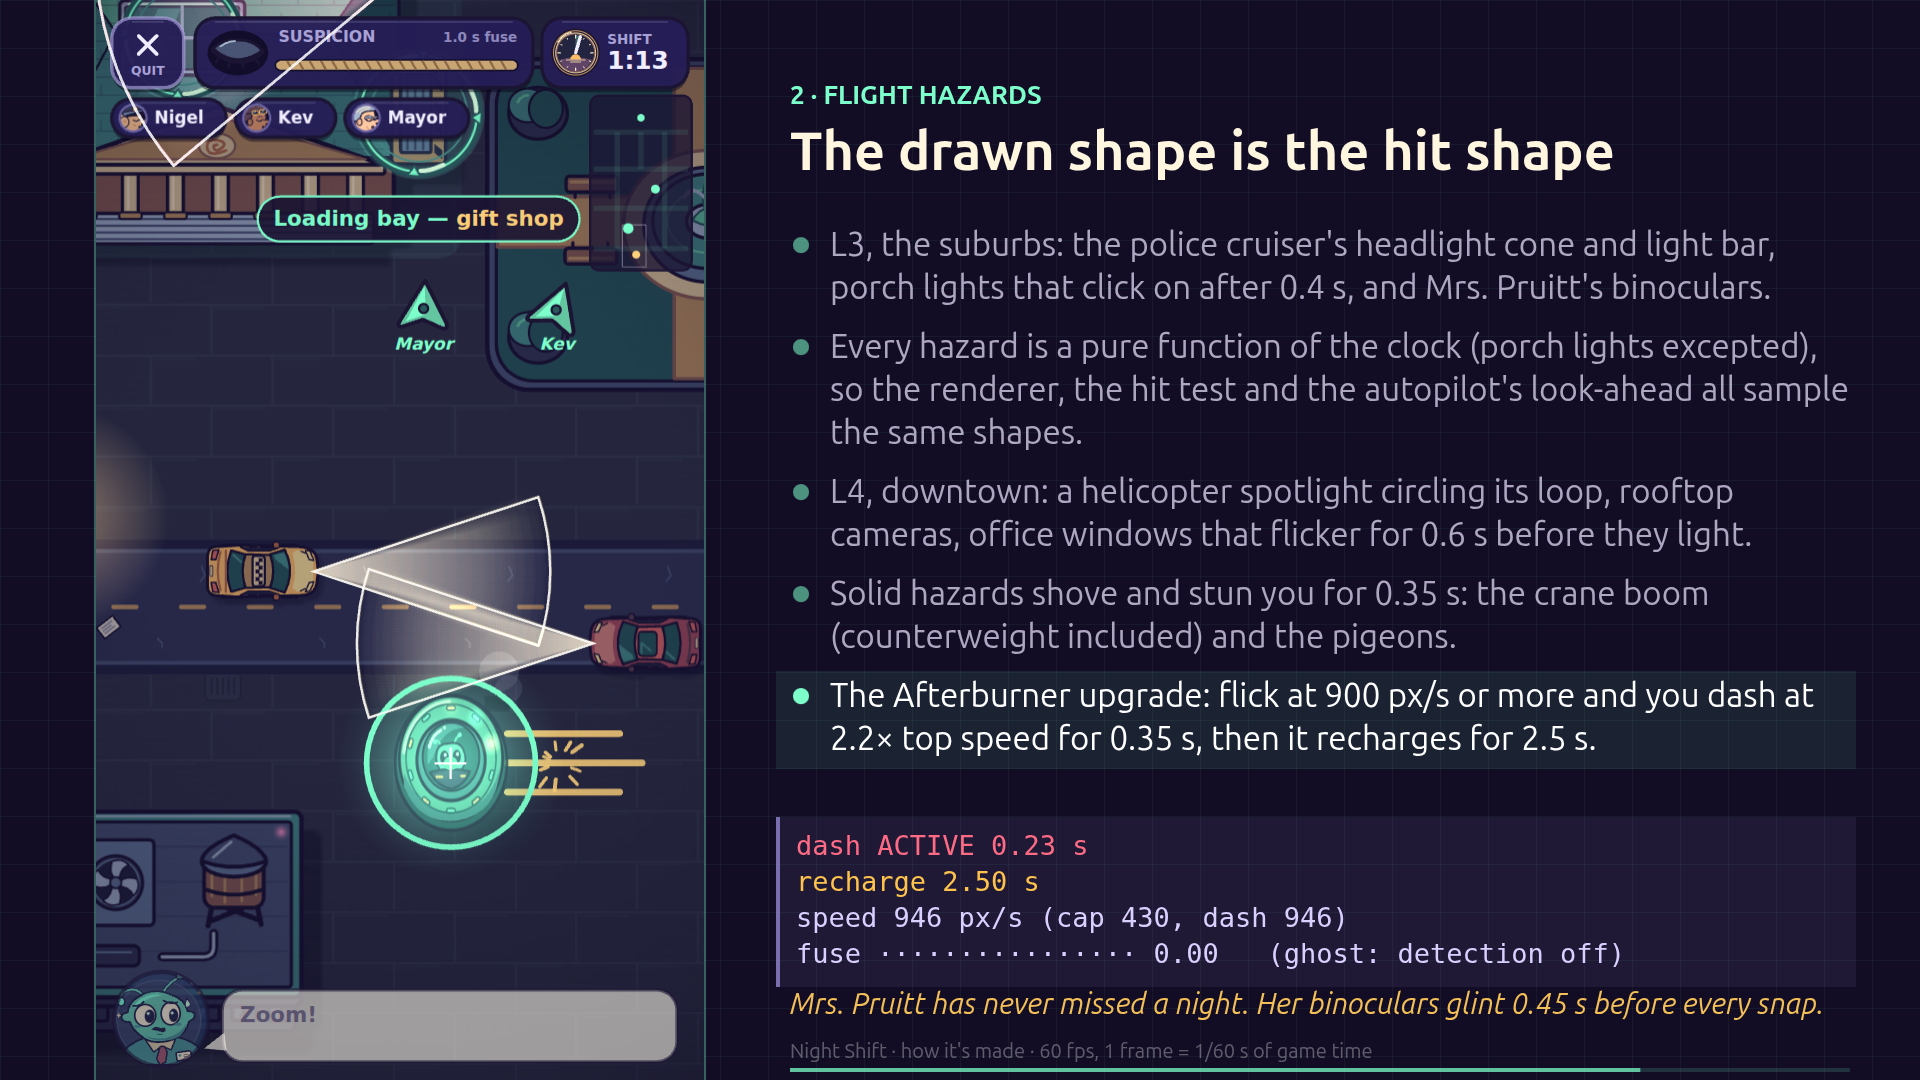 QUIT
SUSPICION 1.0 s fuse
SHIFT
1:13
Nigel Kev Mayor
Loading bay — gift shop
Mayor Kev
Zoom!
2 · FLIGHT HAZARDS
The drawn shape is the hit shape
L3, the suburbs: the police cruiser's headlight cone and light bar,
porch lights that click on after 0.4 s, and Mrs. Pruitt's binoculars.
Every hazard is a pure function of the clock (porch lights excepted),
so the renderer, the hit test and the autopilot's look-ahead all sample
the same shapes.
L4, downtown: a helicopter spotlight circling its loop, rooftop
cameras, office windows that flicker for 0.6 s before they light.
Solid hazards shove and stun you for 0.35 s: the crane boom
(counterweight included) and the pigeons.
The Afterburner upgrade: flick at 900 px/s or more and you dash at
2.2× top speed for 0.35 s, then it recharges for 2.5 s.
dash ACTIVE 0.23 s
recharge 2.50 s
speed 946 px/s (cap 430, dash 946)
fuse ················ 0.00 (ghost: detection off)
Mrs. Pruitt has never missed a night. Her binoculars glint 0.45 s before every snap.
Night Shift · how it's made · 60 fps, 1 frame = 1/60 s of game time